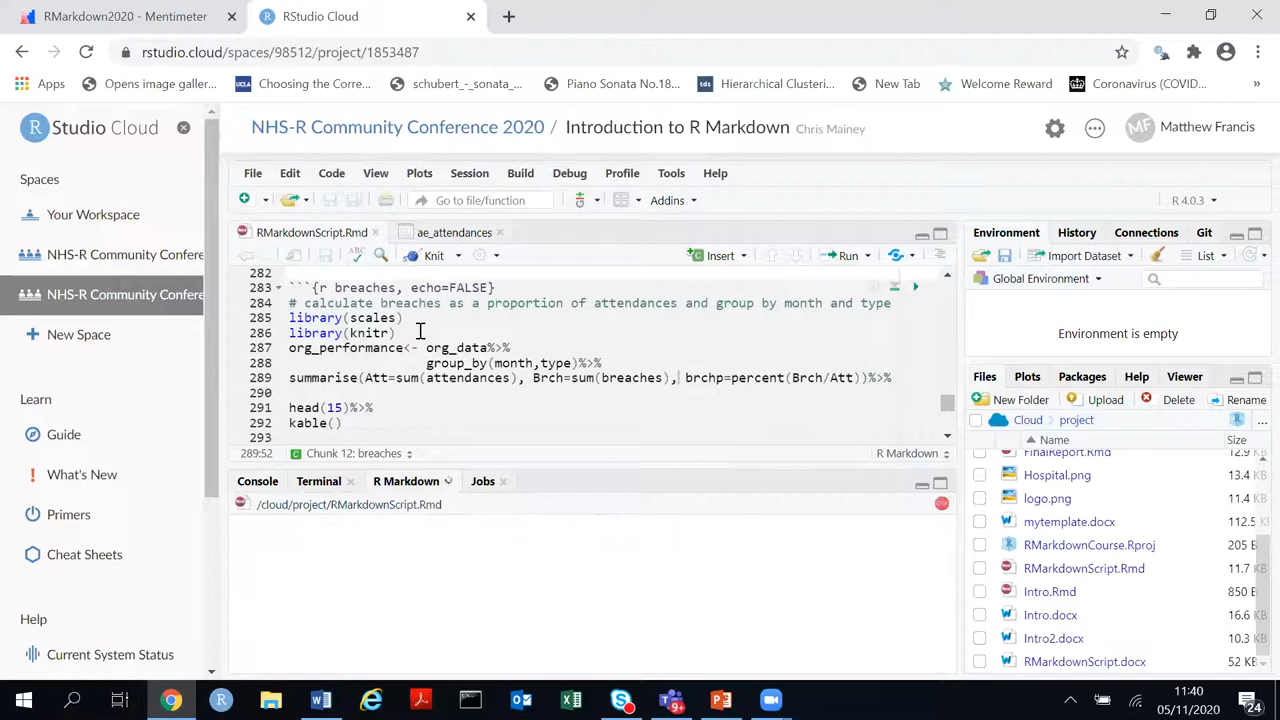 RMarkdown2020 - Mentimeter
RStudio Cloud
rstudio.cloud/spaces/98512/project/1853487
Apps
Opens image galler...
UCLA
Choosing the Corre...
schubert_-_sonata_...
Piano Sonata No.18...
tds
Hierarchical Clusteri...
New Tab
Welcome Reward
Coronavirus (COVID...
»
R Studio Cloud
NHS-R Community Conference 2020 / Introduction to R Markdown Chris Mainey
MF Matthew Francis
Spaces
Your Workspace
NHS-R Community Confere
NHS-R Community Confere
New Space
Learn
Guide
What's New
Primers
Cheat Sheets
Help
Current System Status
File Edit Code View Plots Session Build Debug Profile Tools Help
Go to file/function
Addins
R 4.0.3
RMarkdownScript.Rmd
ae_attendances
ABC
Knit
Insert
Run
282
283 ```{r breaches, echo=FALSE}
284 # calculate breaches as a proportion of attendances and group by month and type
285 library(scales)
286 library(knitr)
287 org_performance<- org_data%>%
288 group_by(month,type)%>%
289 summarise(Att=sum(attendances), Brch=sum(breaches), brchp=percent(Brch/Att))%>%
290
291 head(15)%>%
292 kable()
293
289:52 Chunk 12: breaches R Markdown
Console Terminal R Markdown Jobs
/cloud/project/RMarkdownScript.Rmd
Environment History Connections Git
Import Dataset
List
Global Environment
Environment is empty
Files Plots Packages Help Viewer
New Folder Upload Delete Rename
Cloud project ...
Name Size
FinalReport.Rmd 12.9 K
Hospital.png 13.4 K
logo.png 11.4 K
mytemplate.docx 112.5 K
RMarkdownCourse.Rproj 205 B
RMarkdownScript.Rmd 11.7 K
Intro.Rmd 850 B
Intro.docx 16.6 K
Intro2.docx 10.3 K
RMarkdownScript.docx 52 KB
9+
11:40
05/11/2020
24